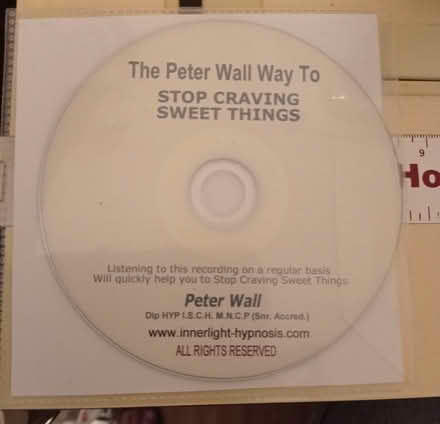 The Peter Wall Way To
STOP CRAVING
SWEET THINGS
9
Ho
Listening to this recording on a regular basis
Will quickly help you to Stop Craving Sweet Things
Peter Wall
Dip HYP I.S.C.H. M.N.C.P (Snr. Accred.)
www.innerlight-hypnosis.com
ALL RIGHTS RESERVED